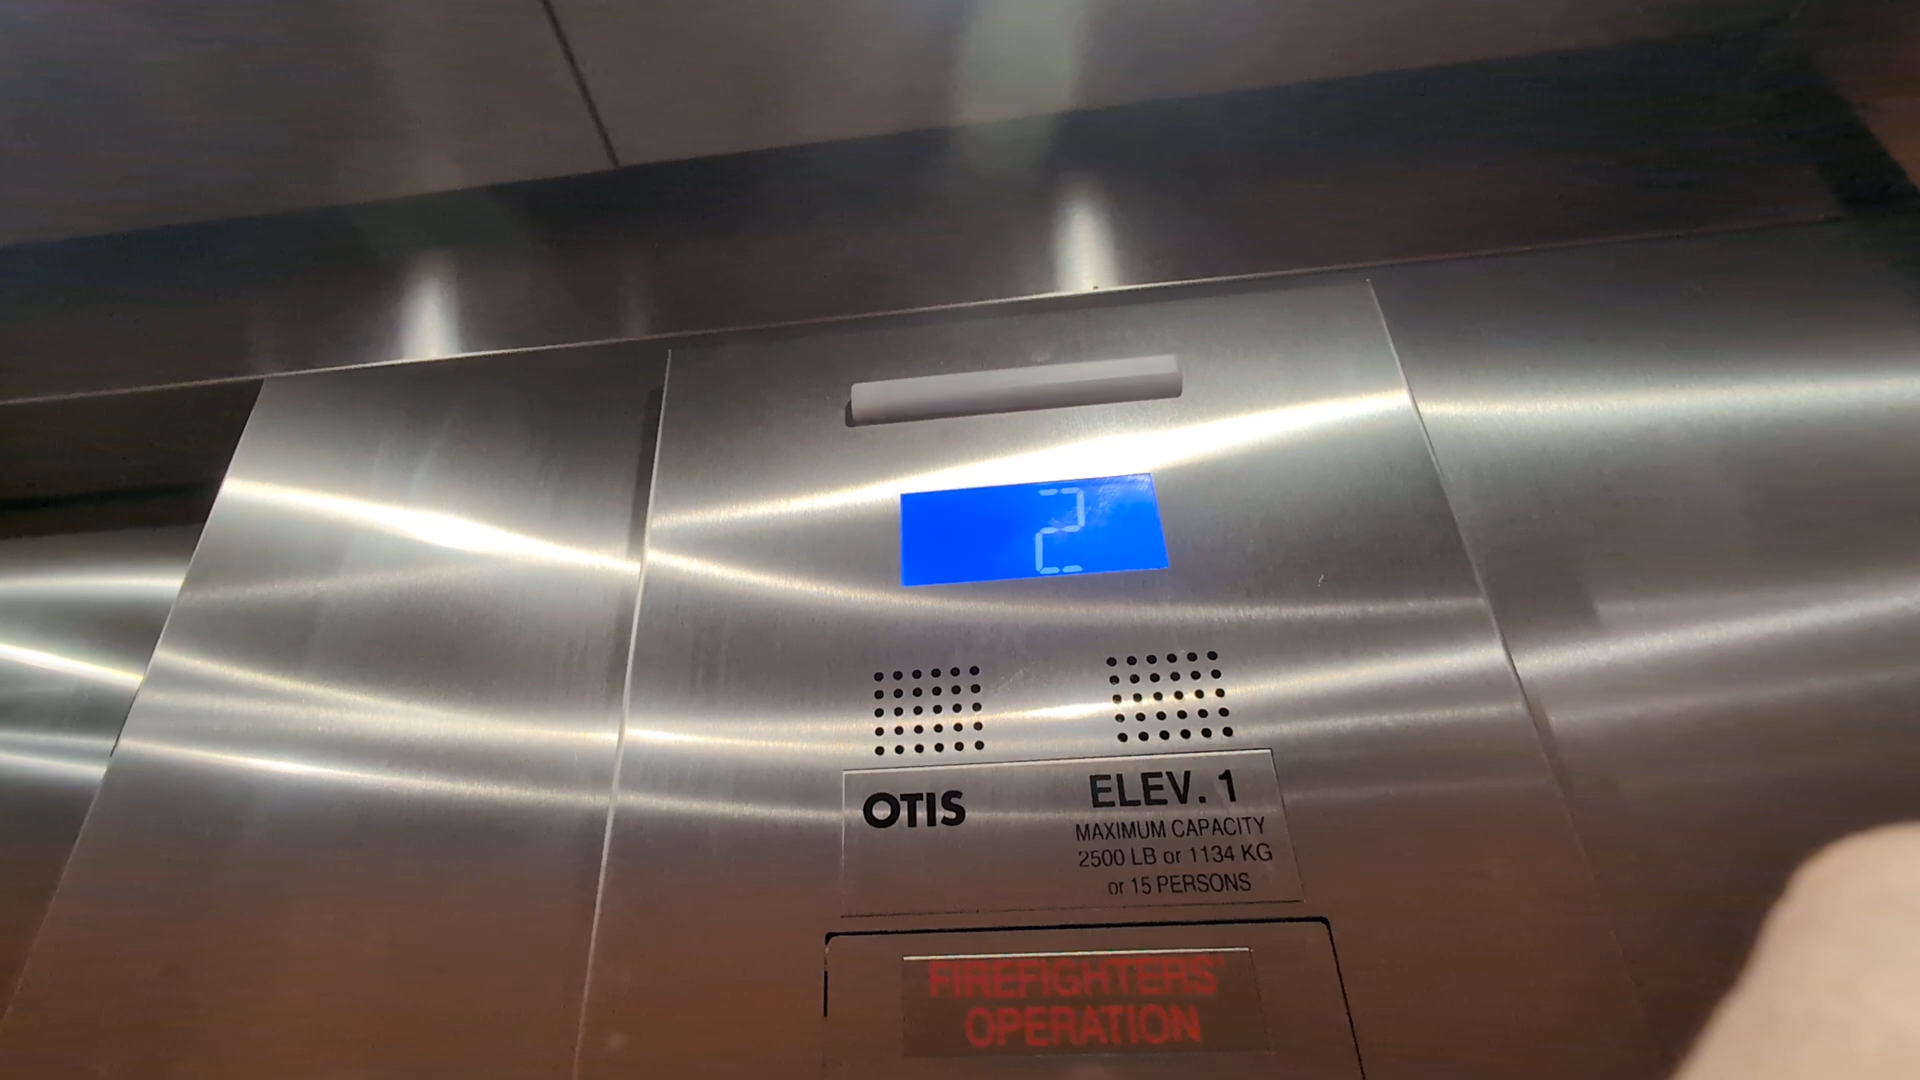 2
OTIS
ELEV. 1
MAXIMUM CAPACITY
2500 LB or 1134 KG
or 15 PERSONS
FIREFIGHTERS'
OPERATION